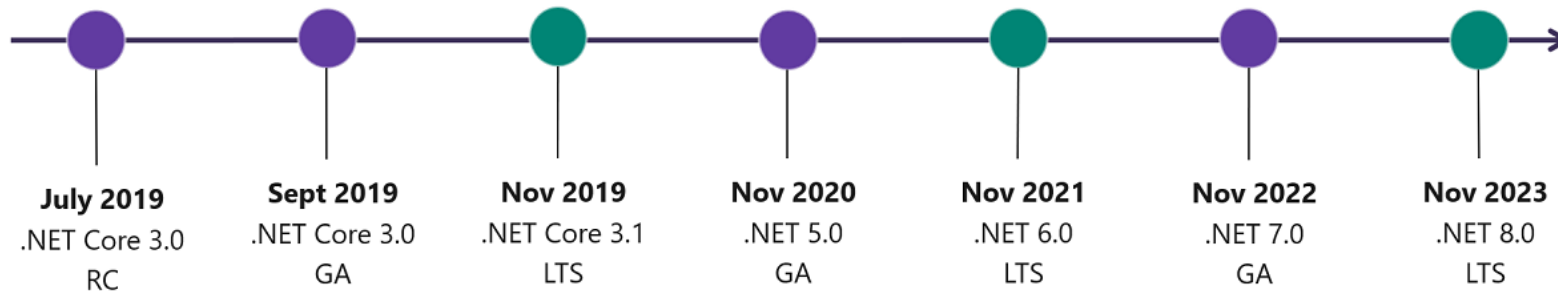 July 2019
.NET Core 3.0
RC
Sept 2019
.NET Core 3.0
GA
Nov 2019
.NET Core 3.1
LTS
Nov 2020
.NET 5.0
GA
Nov 2021
.NET 6.0
LTS
Nov 2022
.NET 7.0
GA
Nov 2023
.NET 8.0
LTS